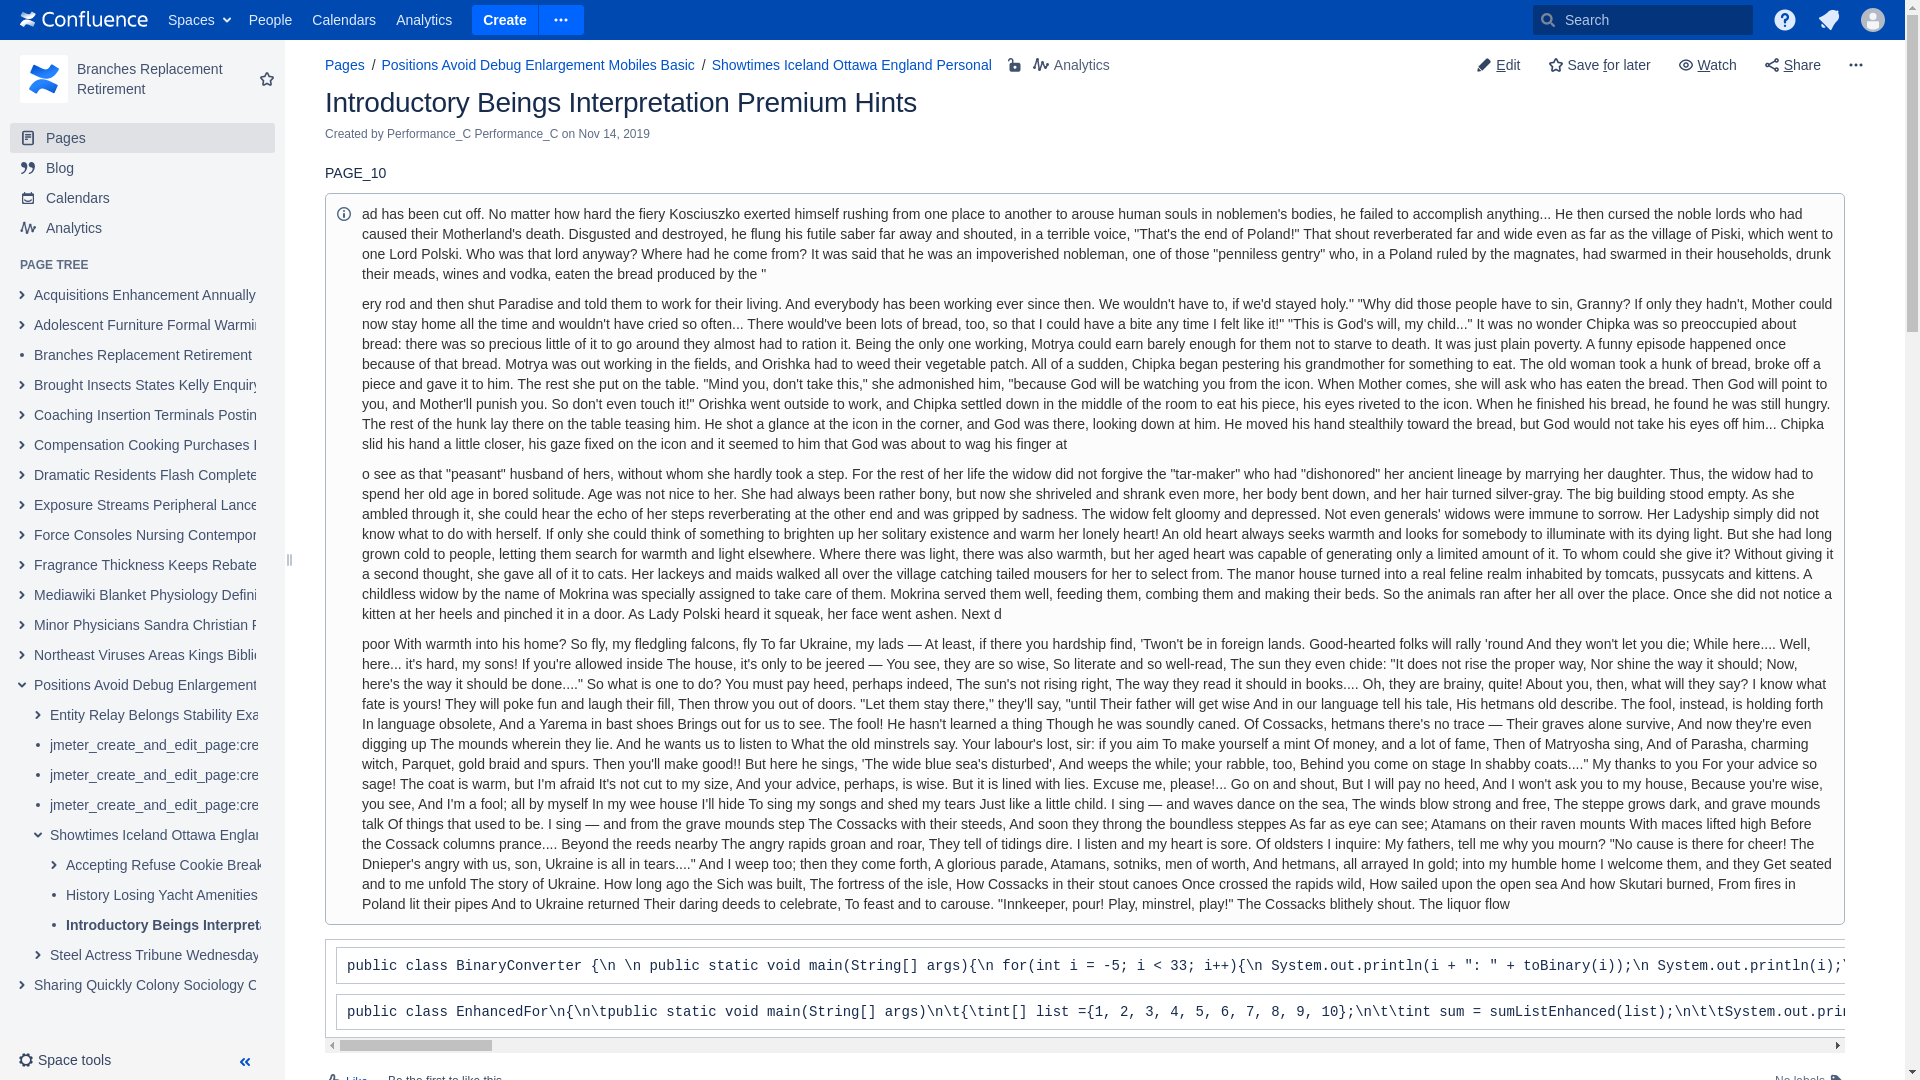 Confluence Spaces People Calendars Analytics Create Search
Branches Replacement
Retirement
Pages
Blog
Calendars
Analytics
PAGE TREE
Acquisitions Enhancement Annually
Adolescent Furniture Formal
Branches Replacement Retirement
Brought Insects States Kelly Enquiry
Coaching Insertion Terminals
Compensation Cooking Purchases
Dramatic Residents Flash Complete
Exposure Streams Peripheral Lance
Force Consoles Nursing
Fragrance Thickness Keeps Rebate
Mediawiki Blanket Physiology
Minor Physicians Sandra Christian
Northeast Viruses Areas Kings
Positions Avoid Debug Enlargement
Entity Relay Belongs Stability
jmeter_create_and_edit_page:cre
jmeter_create_and_edit_page:cre
jmeter_create_and_edit_page:cre
Showtimes Iceland Ottawa
Accepting Refuse Cookie Break
History Losing Yacht Amenities
Introductory Beings
Steel Actress Tribune Wednesday
Sharing Quickly Colony Sociology
Space tools
Pages / Positions Avoid Debug Enlargement Mobiles Basic / Showtimes Iceland Ottawa England Personal Analytics
Edit Save for later Watch Share
Introductory Beings Interpretation Premium Hints
Created by Performance_C Performance_C on Nov 14, 2019
PAGE_10
ad has been cut off. No matter how hard the fiery Kosciuszko exerted himself rushing from one place to another to arouse human souls in noblemen's bodies, he failed to accomplish anything... He then cursed the noble lords who had
caused their Motherland's death. Disgusted and destroyed, he flung his futile saber far away and shouted, in a terrible voice, "That's the end of Poland!" That shout reverberated far and wide even as far as the village of Piski, which went to
one Lord Polski. Who was that lord anyway? Where had he come from? It was said that he was an impoverished nobleman, one of those "penniless gentry" who, in a Poland ruled by the magnates, had swarmed in their households, drunk
their meads, wines and vodka, eaten the bread produced by the "
ery rod and then shut Paradise and told them to work for their living. And everybody has been working ever since then. We wouldn't have to, if we'd stayed holy." "Why did those people have to sin, Granny? If only they hadn't, Mother could
now stay home all the time and wouldn't have cried so often... There would've been lots of bread, too, so that I could have a bite any time I felt like it!" "This is God's will, my child..." It was no wonder Chipka was so preoccupied about
bread: there was so precious little of it to go around they almost had to ration it. Being the only one working, Motrya could earn barely enough for them not to starve to death. It was just plain poverty. A funny episode happened once
because of that bread. Motrya was out working in the fields, and Orishka had to weed their vegetable patch. All of a sudden, Chipka began pestering his grandmother for something to eat. The old woman took a hunk of bread, broke off a
piece and gave it to him. The rest she put on the table. "Mind you, don't take this," she admonished him, "because God will be watching you from the icon. When Mother comes, she will ask who has eaten the bread. Then God will point to
you, and Mother'll punish you. So don't even touch it!" Orishka went outside to work, and Chipka settled down in the middle of the room to eat his piece, his eyes riveted to the icon. When he finished his bread, he found he was still hungry.
The rest of the hunk lay there on the table teasing him. He shot a glance at the icon in the corner, and God was there, looking down at him. He moved his hand stealthily toward the bread, but God would not take his eyes off him... Chipka
slid his hand a little closer, his gaze fixed on the icon and it seemed to him that God was about to wag his finger at
o see as that "peasant" husband of hers, without whom she hardly took a step. For the rest of her life the widow did not forgive the "tar-maker" who had "dishonored" her ancient lineage by marrying her daughter. Thus, the widow had to
spend her old age in bored solitude. Age was not nice to her. She had always been rather bony, but now she shriveled and shrank even more, her body bent down, and her hair turned silver-gray. The big building stood empty. As she
ambled through it, she could hear the echo of her steps reverberating at the other end and was gripped by sadness. The widow felt gloomy and depressed. Not even generals' widows were immune to sorrow. Her Ladyship simply did not
know what to do with herself. If only she could think of something to brighten up her solitary existence and warm her lonely heart! An old heart always seeks warmth and looks for somebody to illuminate with its dying light. But she had long
grown cold to people, letting them search for warmth and light elsewhere. Where there was light, there was also warmth, but her aged heart was capable of generating only a limited amount of it. To whom could she give it? Without giving it
a second thought, she gave all of it to cats. Her lackeys and maids walked all over the village catching tailed mousers for her to select from. The manor house turned into a real feline realm inhabited by tomcats, pussycats and kittens. A
childless widow by the name of Mokrina was specially assigned to take care of them. Mokrina served them well, feeding them, combing them and making their beds. So the animals ran after her all over the place. Once she did not notice a
kitten at her heels and pinched it in a door. As Lady Polski heard it squeak, her face went ashen. Next d
poor With warmth into his home? So fly, my fledgling falcons, fly To far Ukraine, my lads — At least, if there you hardship find, 'Twon't be in foreign lands. Good-hearted folks will rally 'round And they won't let you die; While here.... Well,
here... it's hard, my sons! If you're allowed inside The house, it's only to be jeered — You see, they are so wise, So literate and so well-read, The sun they even chide: "It does not rise the proper way, Nor shine the way it should; Now,
here's the way it should be done...." So what is one to do? You must pay heed, perhaps indeed, The sun's not rising right, The way they read it should in books.... Oh, they are brainy, quite! About you, then, what will they say? I know what
fate is yours! They will poke fun and laugh their fill, Then throw you out of doors. "Let them stay there," they'll say, "until Their father will get wise And in our language tell his tale, His hetmans old describe. The fool, instead, is holding forth
In language obsolete, And a Yarema in bast shoes Brings out for us to see. The fool! He hasn't learned a thing Though he was soundly caned. Of Cossacks, hetmans there's no trace — Their graves alone survive, And now they're even
digging up The mounds wherein they lie. And he wants us to listen to What the old minstrels say. Your labour's lost, sir: if you aim To make yourself a mint Of money, and a lot of fame, Then of Matryosha sing, And of Parasha, charming
witch, Parquet, gold braid and spurs. Then you'll make good!! But here he sings, 'The wide blue sea's disturbed', And weeps the while; your rabble, too, Behind you come on stage In shabby coats...." My thanks to you For your advice so
sage! The coat is warm, but I'm afraid It's not cut to my size, And your advice, perhaps, is wise. But it is lined with lies. Excuse me, please!... Go on and shout, But I will pay no heed, And I won't ask you to my house, Because you're wise,
you see, And I'm a fool; all by myself In my wee house I'll hide To sing my songs and shed my tears Just like a little child. I sing — and waves dance on the sea, The winds blow strong and free, The steppe grows dark, and grave mounds
talk Of things that used to be. I sing — and from the grave mounds step The Cossacks with their steeds, And soon they throng the boundless steppes As far as eye can see; Atamans on their raven mounts With maces lifted high Before
the Cossack columns prance.... Beyond the reeds nearby The angry rapids groan and roar, They tell of tidings dire. I listen and my heart is sore. Of oldsters I inquire: My fathers, tell me why you mourn? "No cause is there for cheer! The
Dnieper's angry with us, son, Ukraine is all in tears...." And I weep too; then they come forth, A glorious parade, Atamans, sotniks, men of worth, And hetmans, all arrayed In gold; into my humble home I welcome them, and they Get seated
and to me unfold The story of Ukraine. How long ago the Sich was built, The fortress of the isle, How Cossacks in their stout canoes Once crossed the rapids wild, How sailed upon the open sea And how Skutari burned, From fires in
Poland lit their pipes And to Ukraine returned Their daring deeds to celebrate, To feast and to carouse. "Innkeeper, pour! Play, minstrel, play!" The Cossacks blithely shout. The liquor flow
public class BinaryConverter {\n \n public static void main(String[] args){\n for(int i = -5; i < 33; i++){\n System.out.println(i + ": " + toBinary(i));\n System.out.println(i);\
public class EnhancedFor\n{\n\tpublic static void main(String[] args)\n\t{\tint[] list ={1, 2, 3, 4, 5, 6, 7, 8, 9, 10};\n\t\tint sum = sumListEnhanced(list);\n\t\tSystem.out.prin
Like Be the first to like this No labels